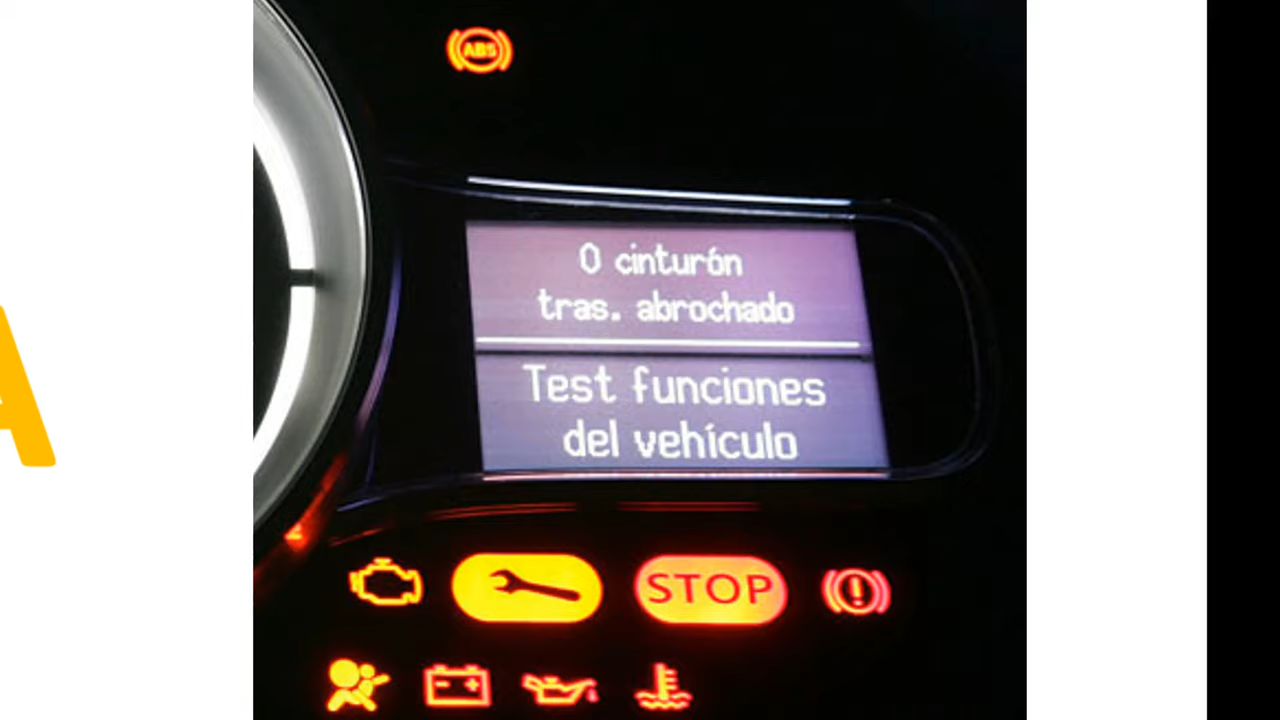 A
ABS
0 cinturón
tras. abrochado
Test funciones
del vehículo
STOP